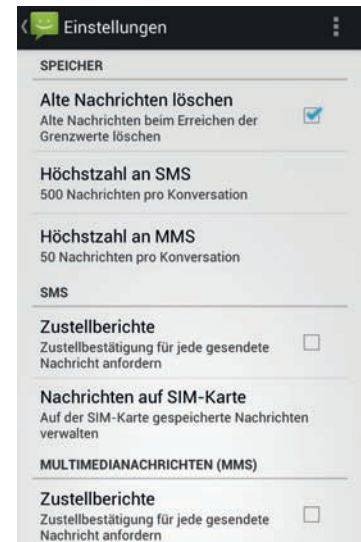 Einstellungen
SPEICHER
Alte Nachrichten löschen
Alte Nachrichten beim Erreichen der
Grenzwerte löschen
Höchstzahl an SMS
500 Nachrichten pro Konversation
Höchstzahl an MMS
50 Nachrichten pro Konversation
SMS
Zustellberichte
Zustellbestätigung für jede gesendete
Nachricht anfordern
Nachrichten auf SIM-Karte
Auf der SIM-Karte gespeicherte Nachrichten
verwalten
MULTIMEDIANACHRICHTEN (MMS)
Zustellberichte
Zustellbestätigung für jede gesendete
Nachricht anfordern